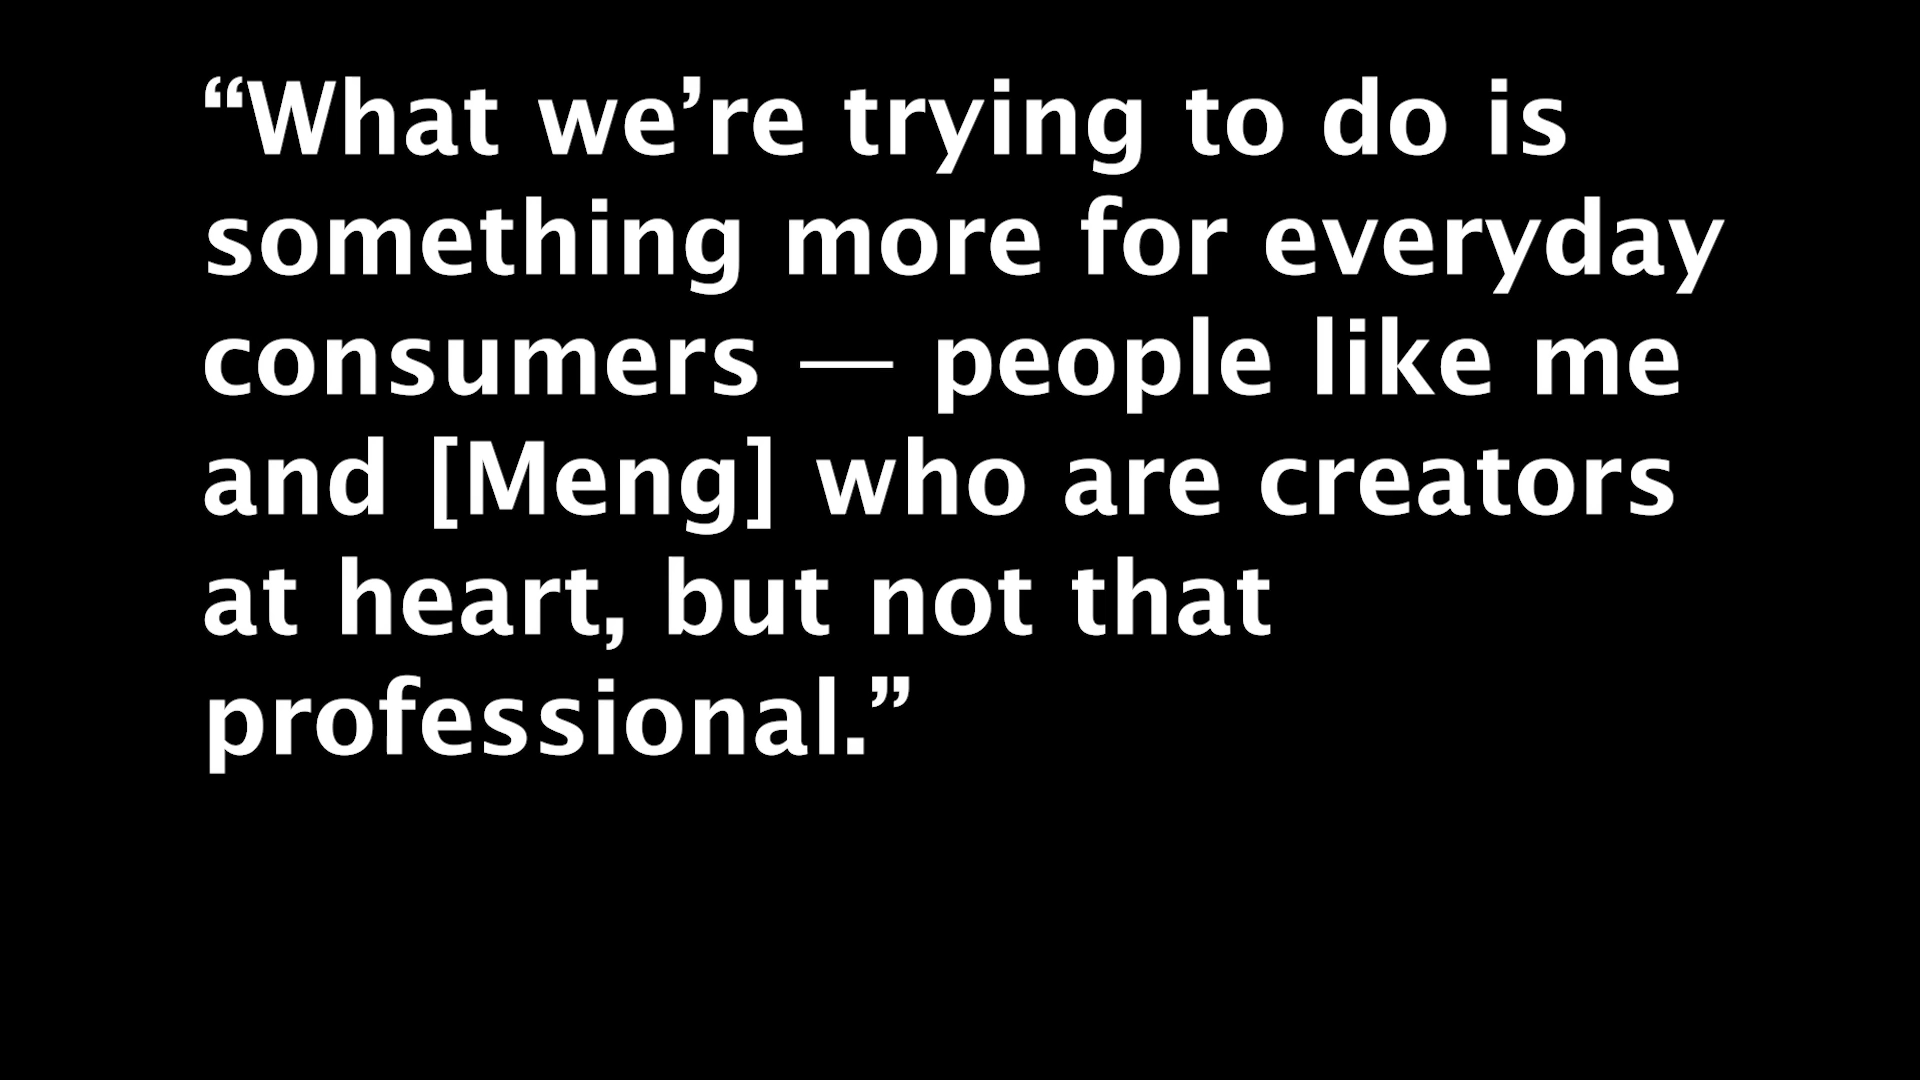 “What we’re trying to do is
something more for everyday
consumers — people like me
and [Meng] who are creators
at heart, but not that
professional.”